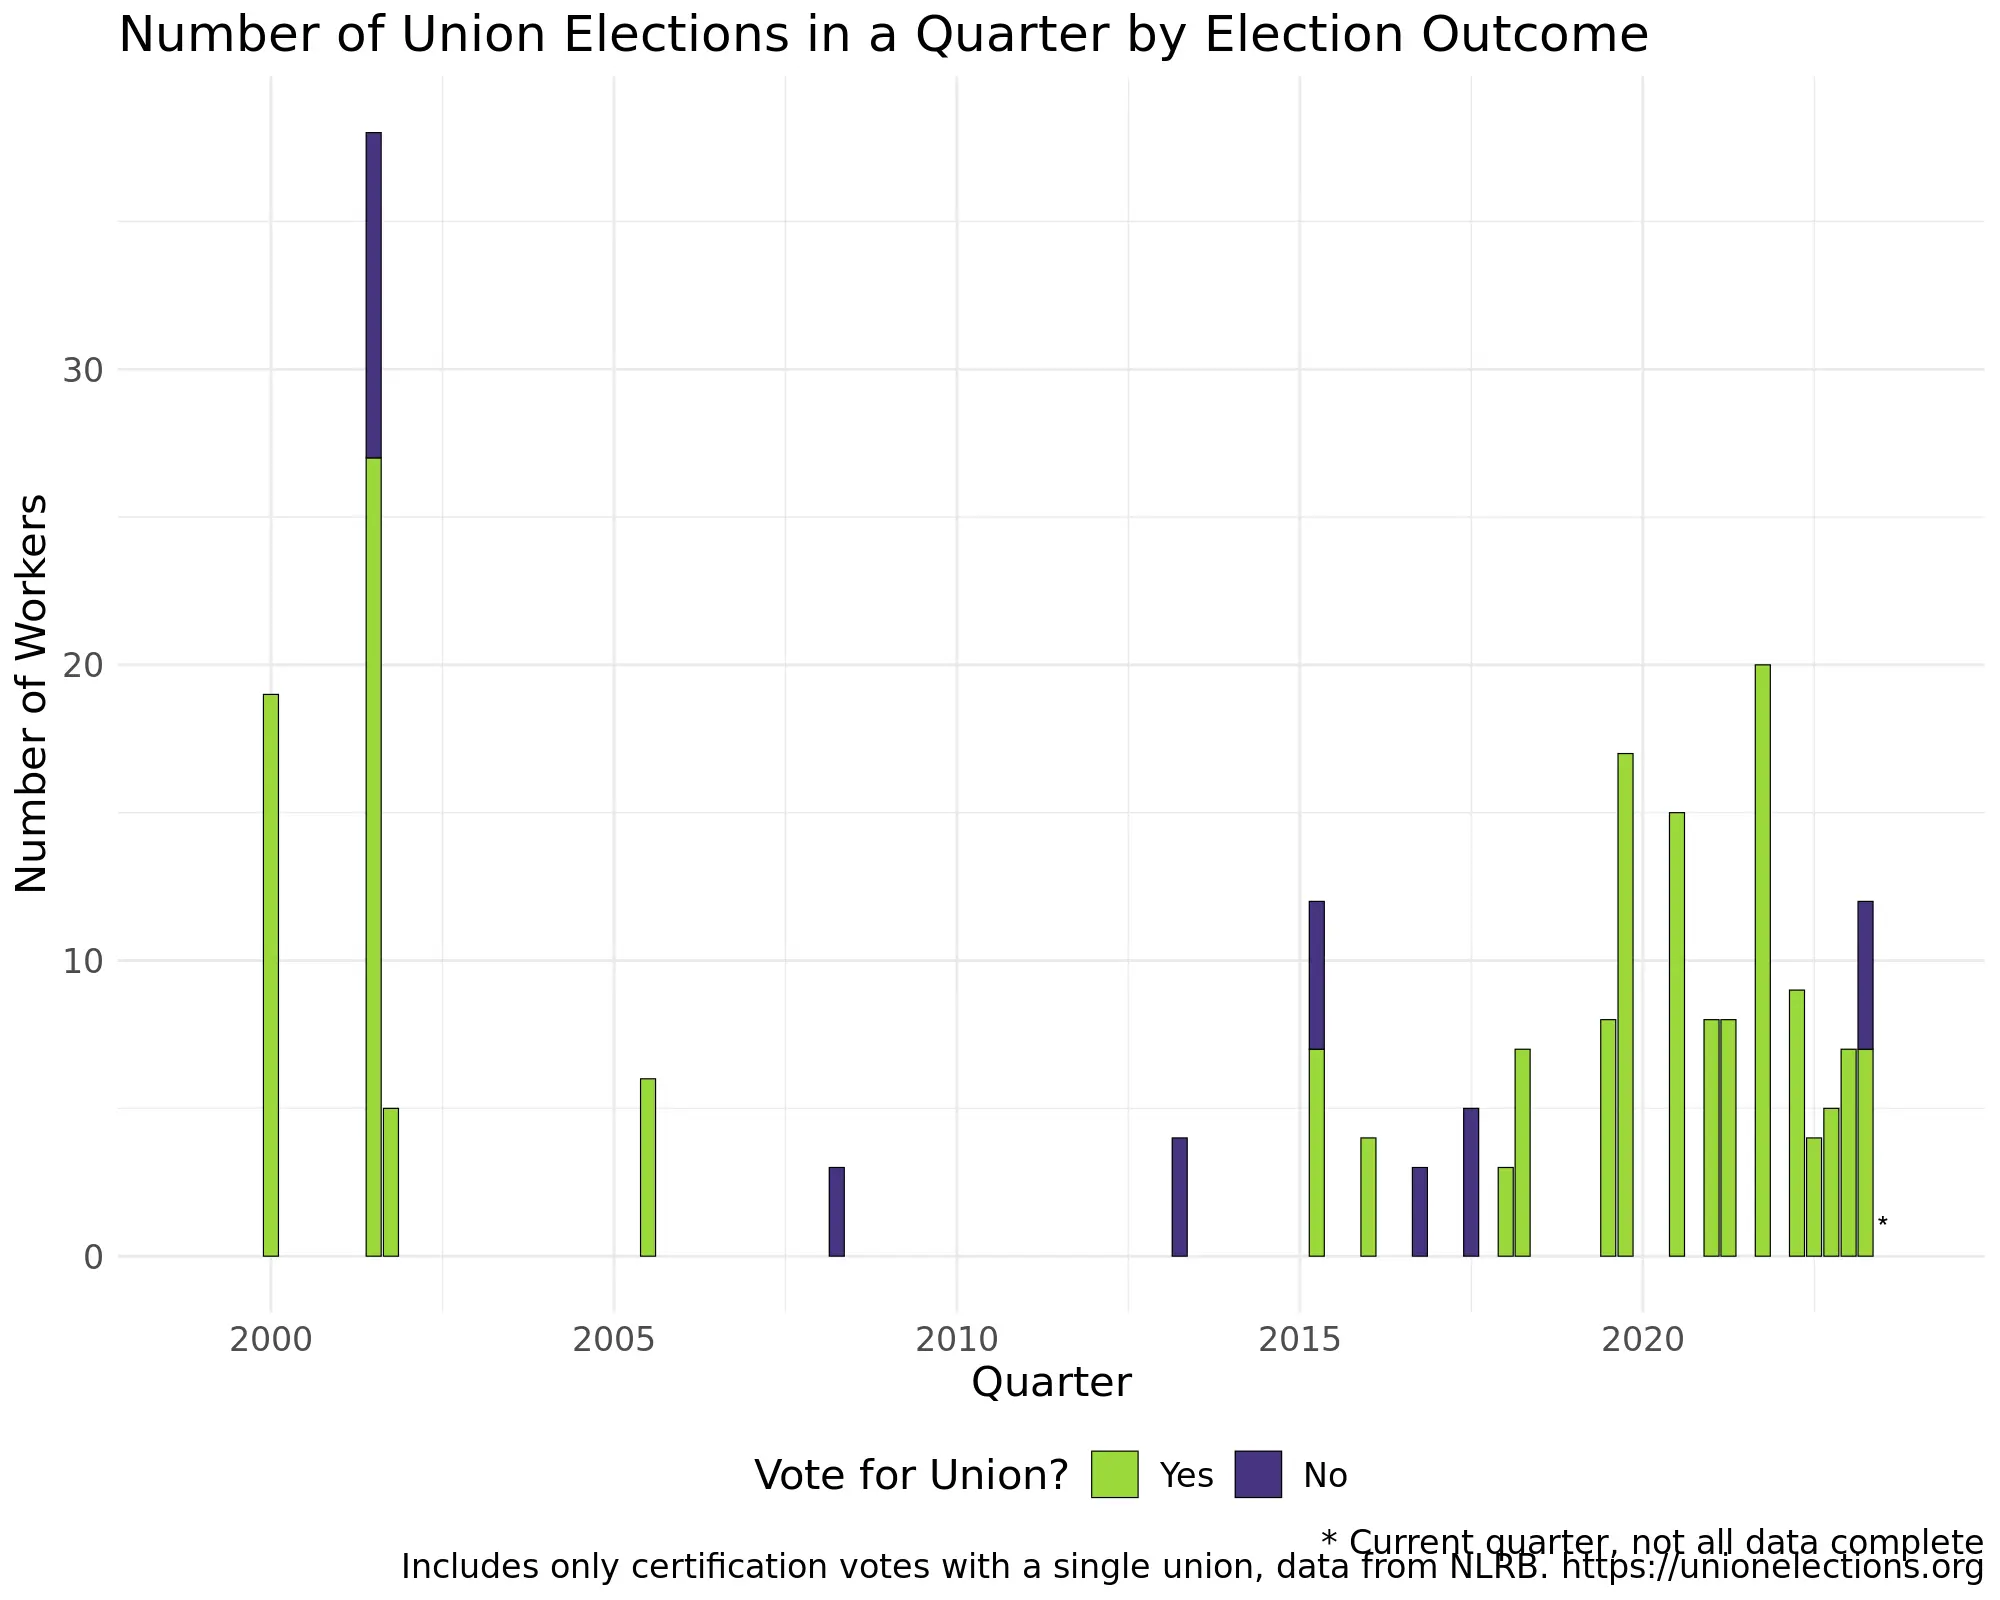 Number of Union Elections in a Quarter by Election Outcome
Number of Workers
30
20
10
0
*
2000 2005 2010 2015 2020
Quarter
Vote for Union? Yes No
* Current quarter, not all data complete
Includes only certification votes with a single union, data from NLRB. https://unionelections.org